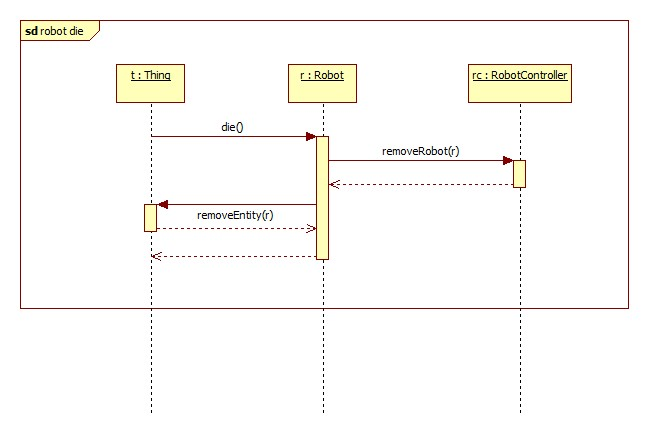 sd robot die
t : Thing
r : Robot
rc : RobotController
die()
removeRobot(r)
removeEntity(r)